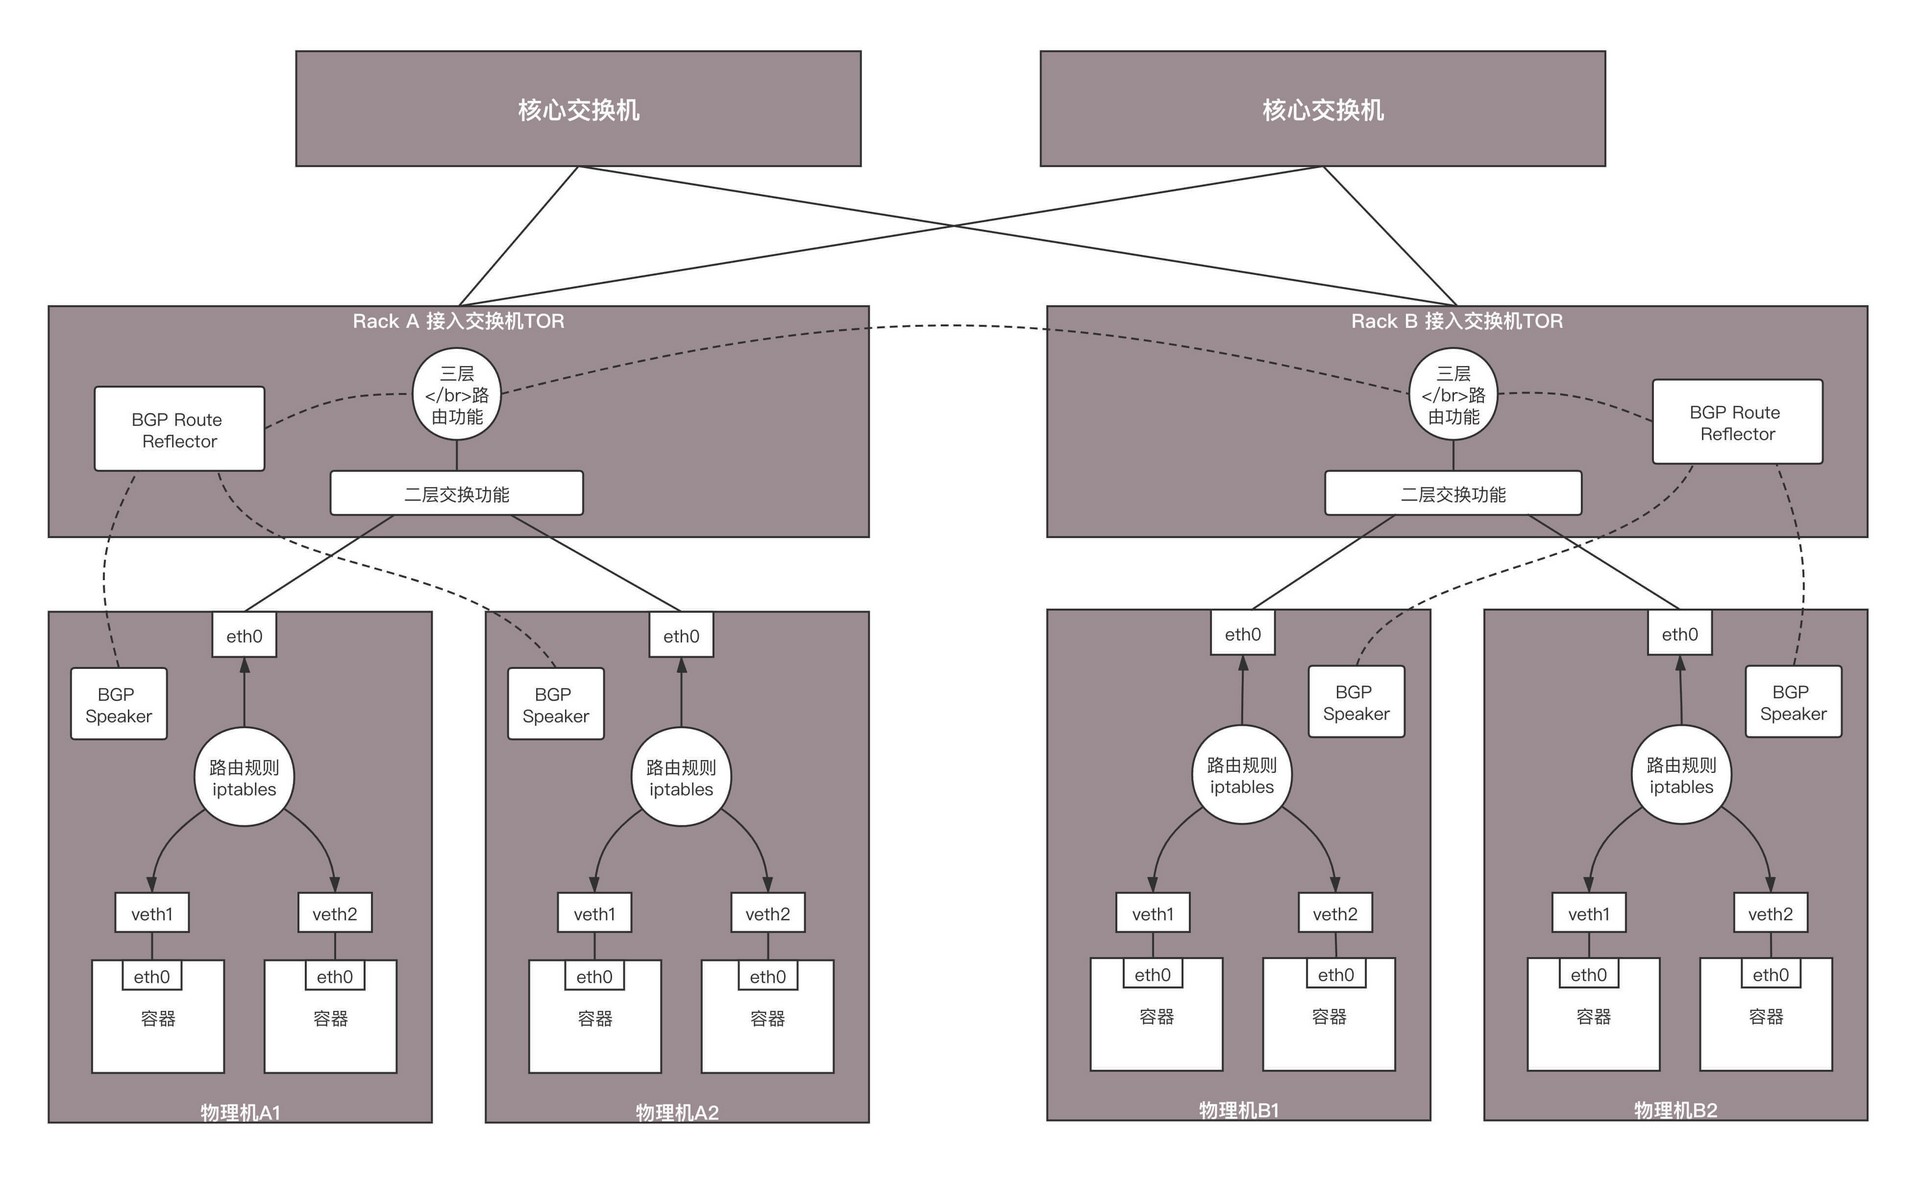 核心交换机
核心交换机
Rack A 接入交换机TOR
三层
</br>路
由功能
BGP Route
Reflector
二层交换功能
Rack B 接入交换机TOR
三层
</br>路
由功能
BGP Route
Reflector
二层交换功能
eth0
BGP
Speaker
路由规则
iptables
veth1
veth2
eth0
eth0
容器
容器
物理机A1
eth0
BGP
Speaker
路由规则
iptables
veth1
veth2
eth0
eth0
容器
容器
物理机A2
eth0
BGP
Speaker
路由规则
iptables
veth1
veth2
eth0
eth0
容器
容器
物理机B1
eth0
BGP
Speaker
路由规则
iptables
veth1
veth2
eth0
eth0
容器
容器
物理机B2